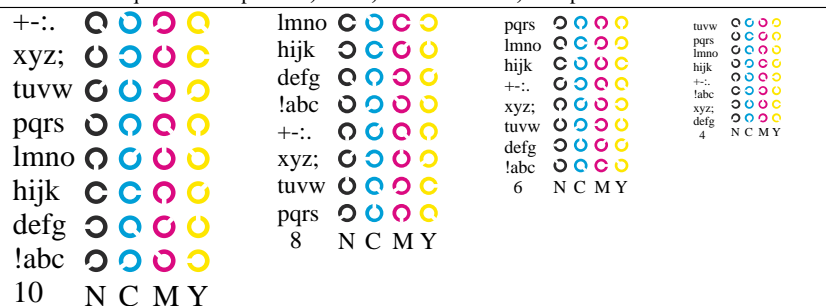 +-:.
xyz;
tuvw
pqrs
lmno
hijk
defg
!abc
10 N C M Y
lmno
hijk
defg
!abc
+-:.
xyz;
tuvw
pqrs
8 N C M Y
pqrs
lmno
hijk
+-:.
xyz;
tuvw
defg
!abc
6 N C M Y
tuvw
pqrs
lmno
hijk
+-:.
!abc
xyz;
defg
4 N C M Y